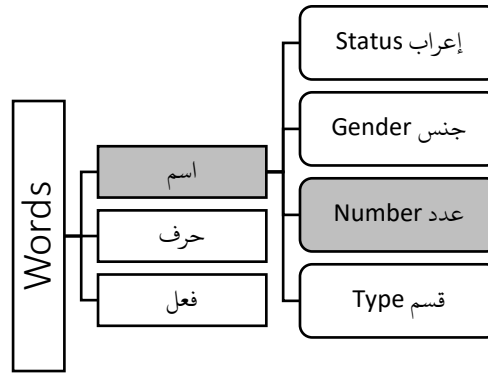 Words
اسم
حرف
فعل
إعراب Status
جنس Gender
عدد Number
قسم Type